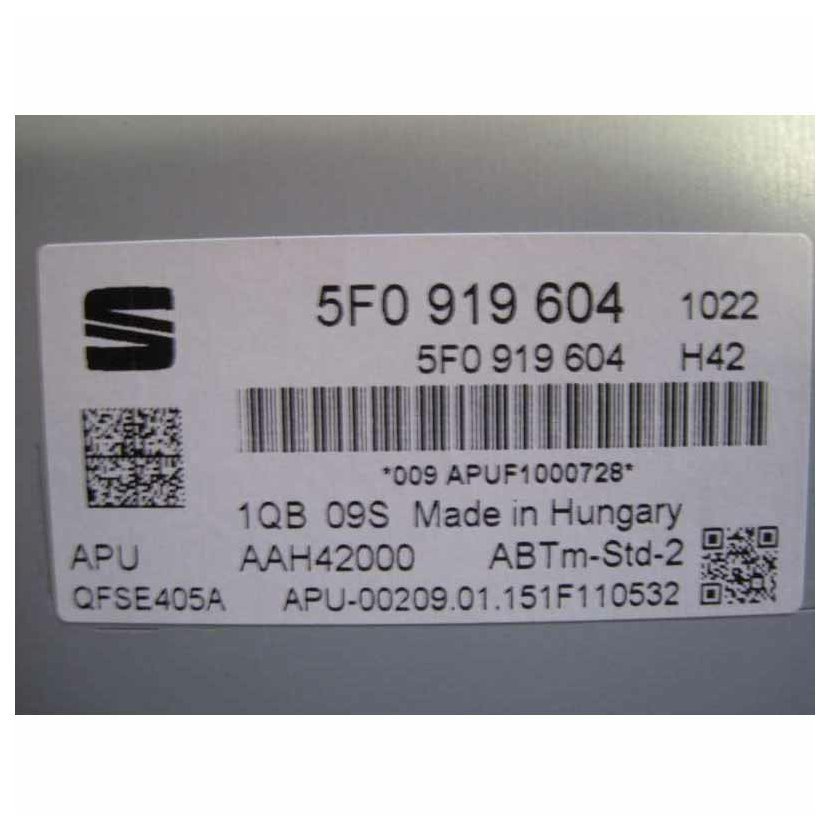 5F0 919 604 1022
5F0 919 604 H42
*009 APUF1000728*
1QB 09S Made in Hungary
APU AAH42000 ABTm-Std-2
QFSE405A APU-00209.01.151F110532